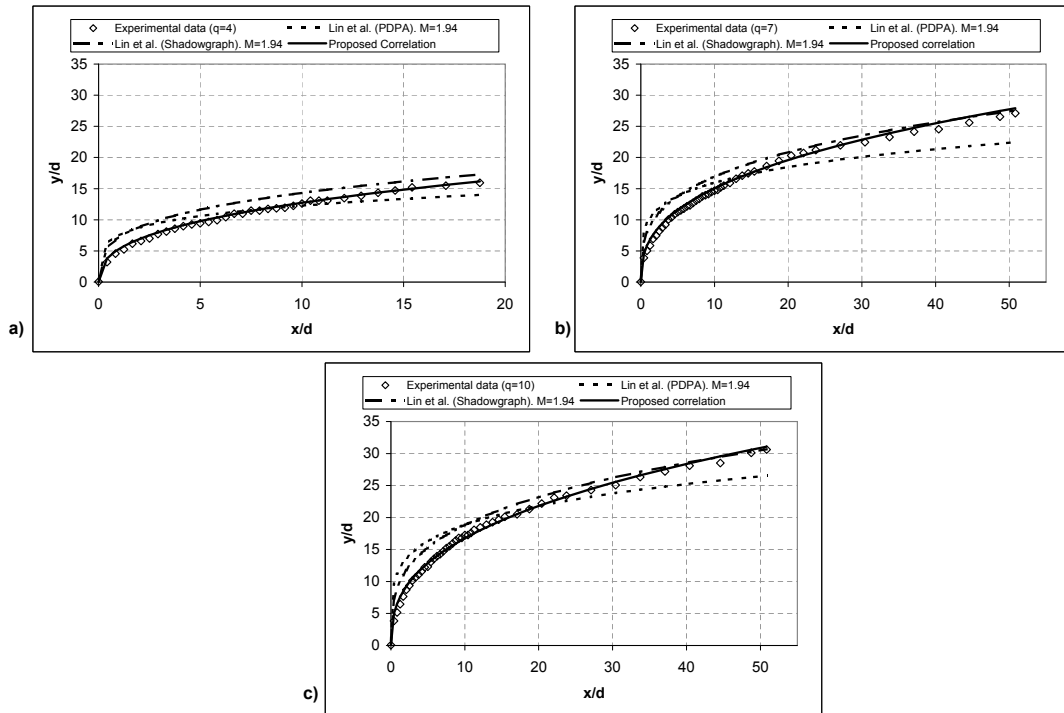 Experimental data (q=4) Lin et al. (PDPA). M=1.94
Lin et al. (Shadowgraph). M=1.94 Proposed Correlation
35
30
25
20
15
10
5
0
y/d
0 5 10 15 20
x/d
a)
Experimental data (q=7) Lin et al. (PDPA). M=1.94
Lin et al. (Shadowgraph). M=1.94 Proposed correlation
35
30
25
20
15
10
5
0
y/d
0 10 20 30 40 50
x/d
b)
Experimental data (q=10) Lin et al. (PDPA). M=1.94
Lin et al. (Shadowgraph). M=1.94 Proposed correlation
35
30
25
20
15
10
5
0
y/d
0 10 20 30 40 50
x/d
c)